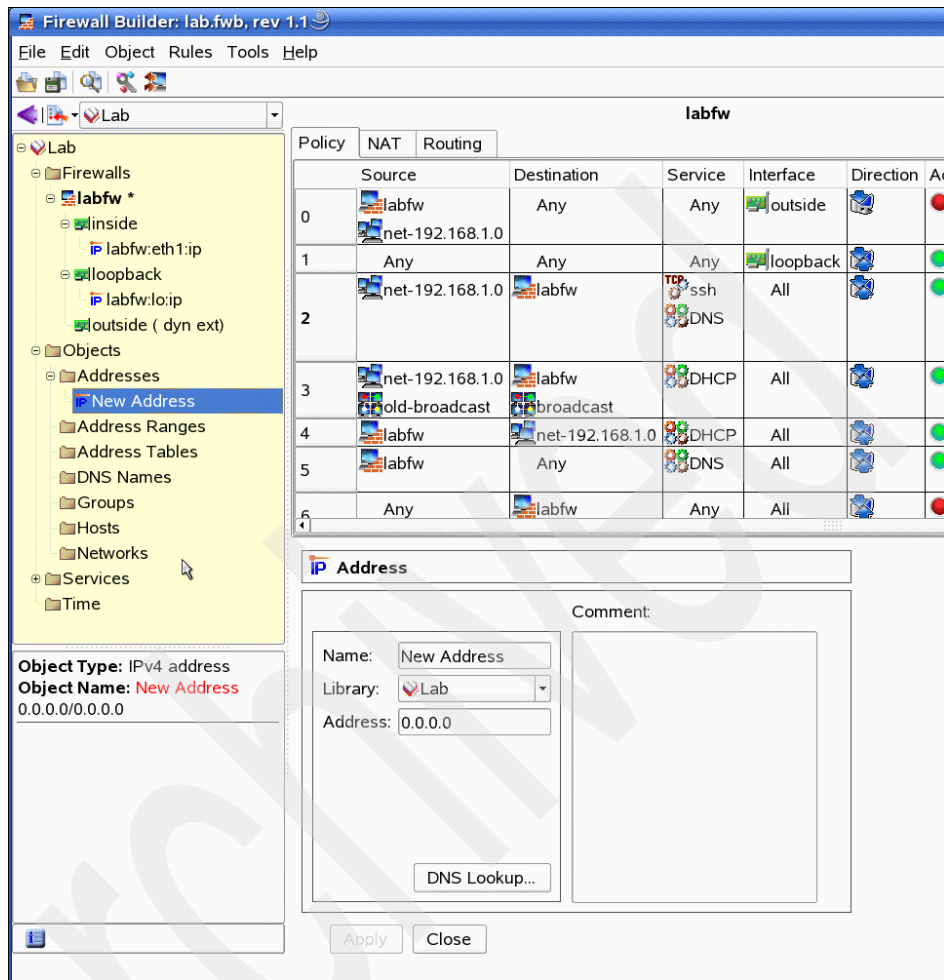 Firewall Builder: lab.fwb, rev 1.1
File Edit Object Rules Tools Help
Lab
labfw
Lab
Firewalls
labfw *
inside
labfw:eth1:ip
loopback
labfw:lo:ip
outside ( dyn ext)
Objects
Addresses
New Address
Address Ranges
Address Tables
DNS Names
Groups
Hosts
Networks
Services
Time
Policy NAT Routing
Source Destination Service Interface Direction Ac
0 labfw Any Any outside
net-192.168.1.0
1 Any Any Any loopback
2 net-192.168.1.0 labfw TCP ssh All
DNS
3 net-192.168.1.0 labfw DHCP All
old-broadcast broadcast
4 labfw net-192.168.1.0 DHCP All
5 labfw Any DNS All
6 Any labfw Any All
Object Type: IPv4 address
Object Name: New Address
0.0.0.0/0.0.0.0
IP Address
Comment:
Name: New Address
Library: Lab
Address: 0.0.0.0
DNS Lookup...
Apply Close
rchived